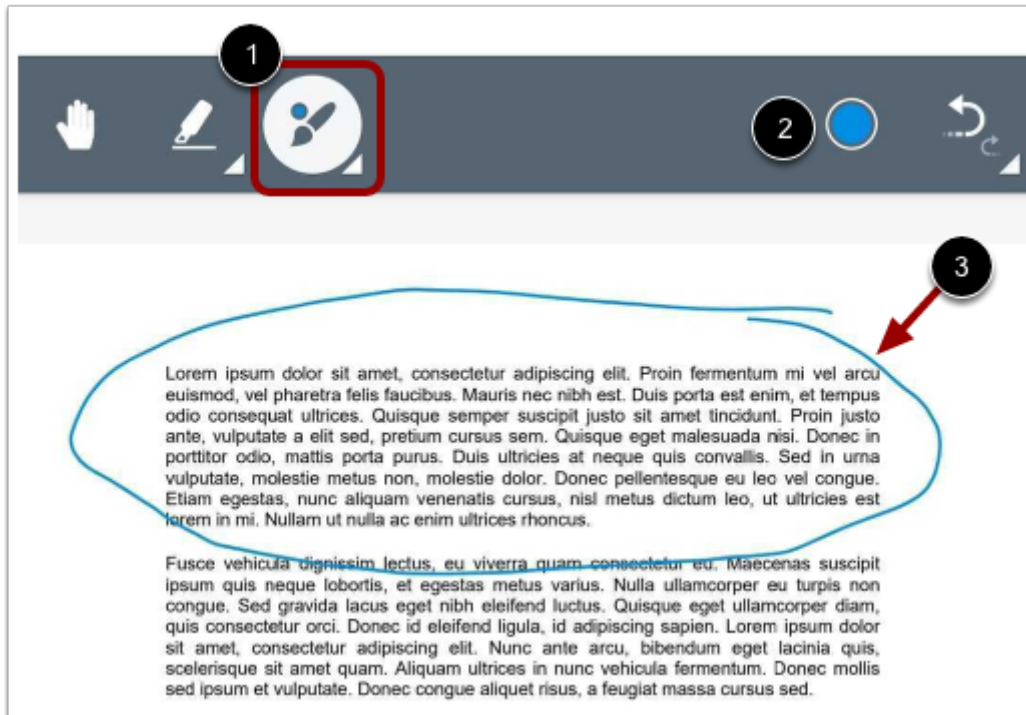 1
2
3
Lorem ipsum dolor sit amet, consectetur adipiscing elit. Proin fermentum mi vel arcu
euismod, vel pharetra felis faucibus. Mauris nec nibh est. Duis porta est enim, et tempus
odio consequat ultrices. Quisque semper suscipit justo sit amet tincidunt. Proin justo
ante, vulputate a elit sed, pretium cursus sem. Quisque eget malesuada nisi. Donec in
porttitor odio, mattis porta purus. Duis ultricies at neque quis convallis. Sed in urna
vulputate, molestie metus non, molestie dolor. Donec pellentesque eu leo vel congue.
Etiam egestas, nunc aliquam venenatis cursus, nisl metus dictum leo, ut ultricies est
lorem in mi. Nullam ut nulla ac enim ultrices rhoncus.
Fusce vehicula dignissim lectus, eu viverra quam consectetur eu. Maecenas suscipit
ipsum quis neque lobortis, et egestas metus varius. Nulla ullamcorper eu turpis non
congue. Sed gravida lacus eget nibh eleifend luctus. Quisque eget ullamcorper diam,
quis consectetur orci. Donec id eleifend ligula, id adipiscing sapien. Lorem ipsum dolor
sit amet, consectetur adipiscing elit. Nunc ante arcu, bibendum eget lacinia quis,
scelerisque sit amet quam. Aliquam ultrices in nunc vehicula fermentum. Donec mollis
sed ipsum et vulputate. Donec congue aliquet risus, a feugiat massa cursus sed.